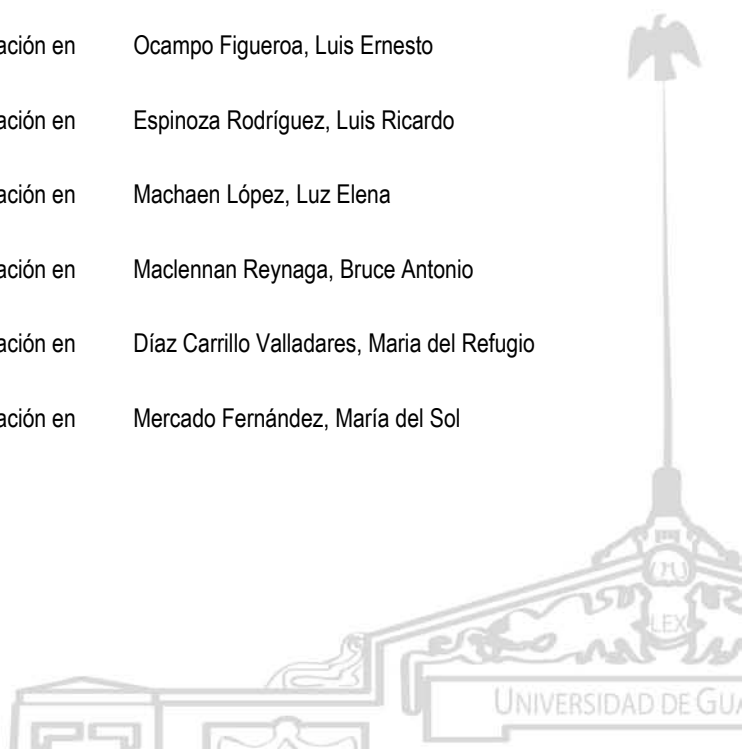 ación en Ocampo Figueroa, Luis Ernesto
ación en Espinoza Rodríguez, Luis Ricardo
ación en Machaen López, Luz Elena
ación en Maclennan Reynaga, Bruce Antonio
ación en Díaz Carrillo Valladares, Maria del Refugio
ación en Mercado Fernández, María del Sol
LEX
UNIVERSIDAD DE GUA